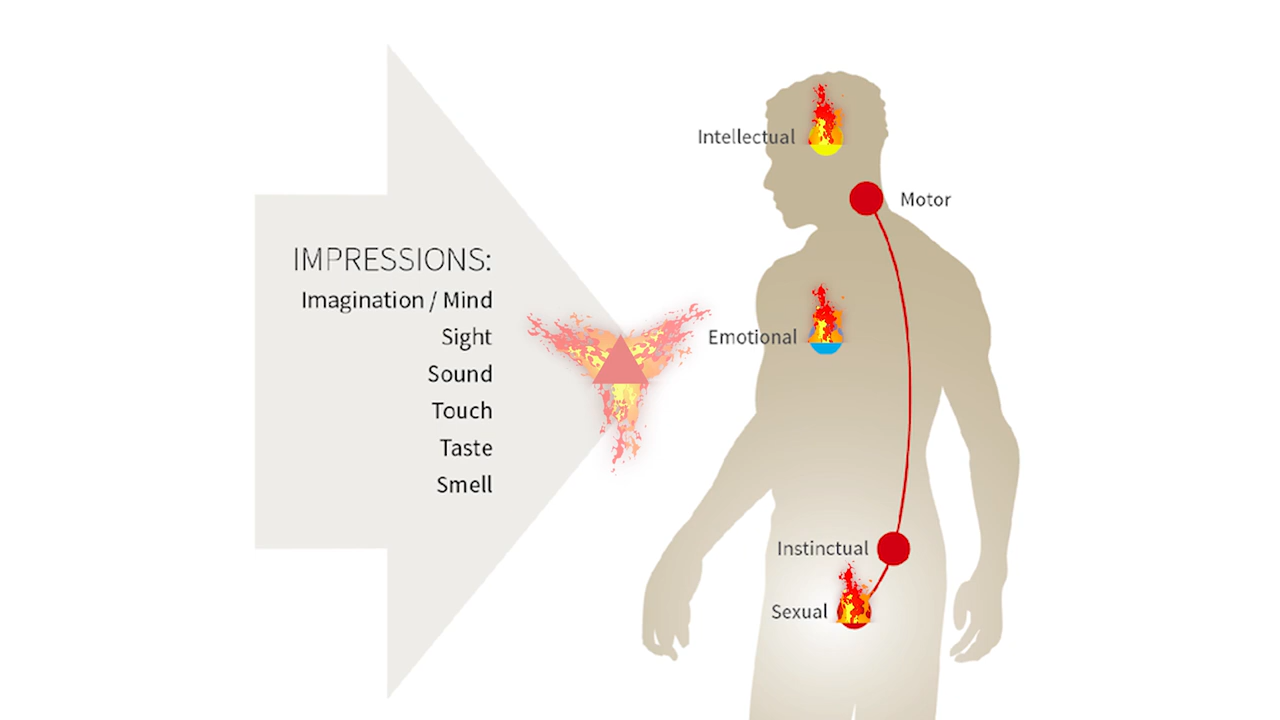 IMPRESSIONS:
Imagination / Mind
Sight
Sound
Touch
Taste
Smell
Intellectual
Motor
Emotional
Instinctual
Sexual